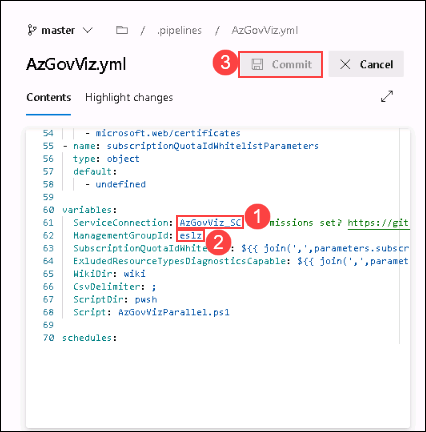 master / .pipelines / AzGovViz.yml
AzGovViz.yml
3 Commit Cancel
Contents Highlight changes
54 - microsoft.web/certificates
55 - name: subscriptionQuotaIdWhitelistParameters
56 type: object
57 default:
58 - undefined
59
60 variables:
61 ServiceConnection: AzGovViz_SC 1 missions set? https://git
62 ManagementGroupId: eslz
63 SubscriptionQuotaIdWhite 2 : ${{ join(',',parameters.subscr
64 ExludedResourceTypesDiagnosticsCapable: ${{ join(',',paramet
65 WikiDir: wiki
66 CsvDelimiter: ;
67 ScriptDir: pwsh
68 Script: AzGovVizParallel.ps1
69
70 schedules: